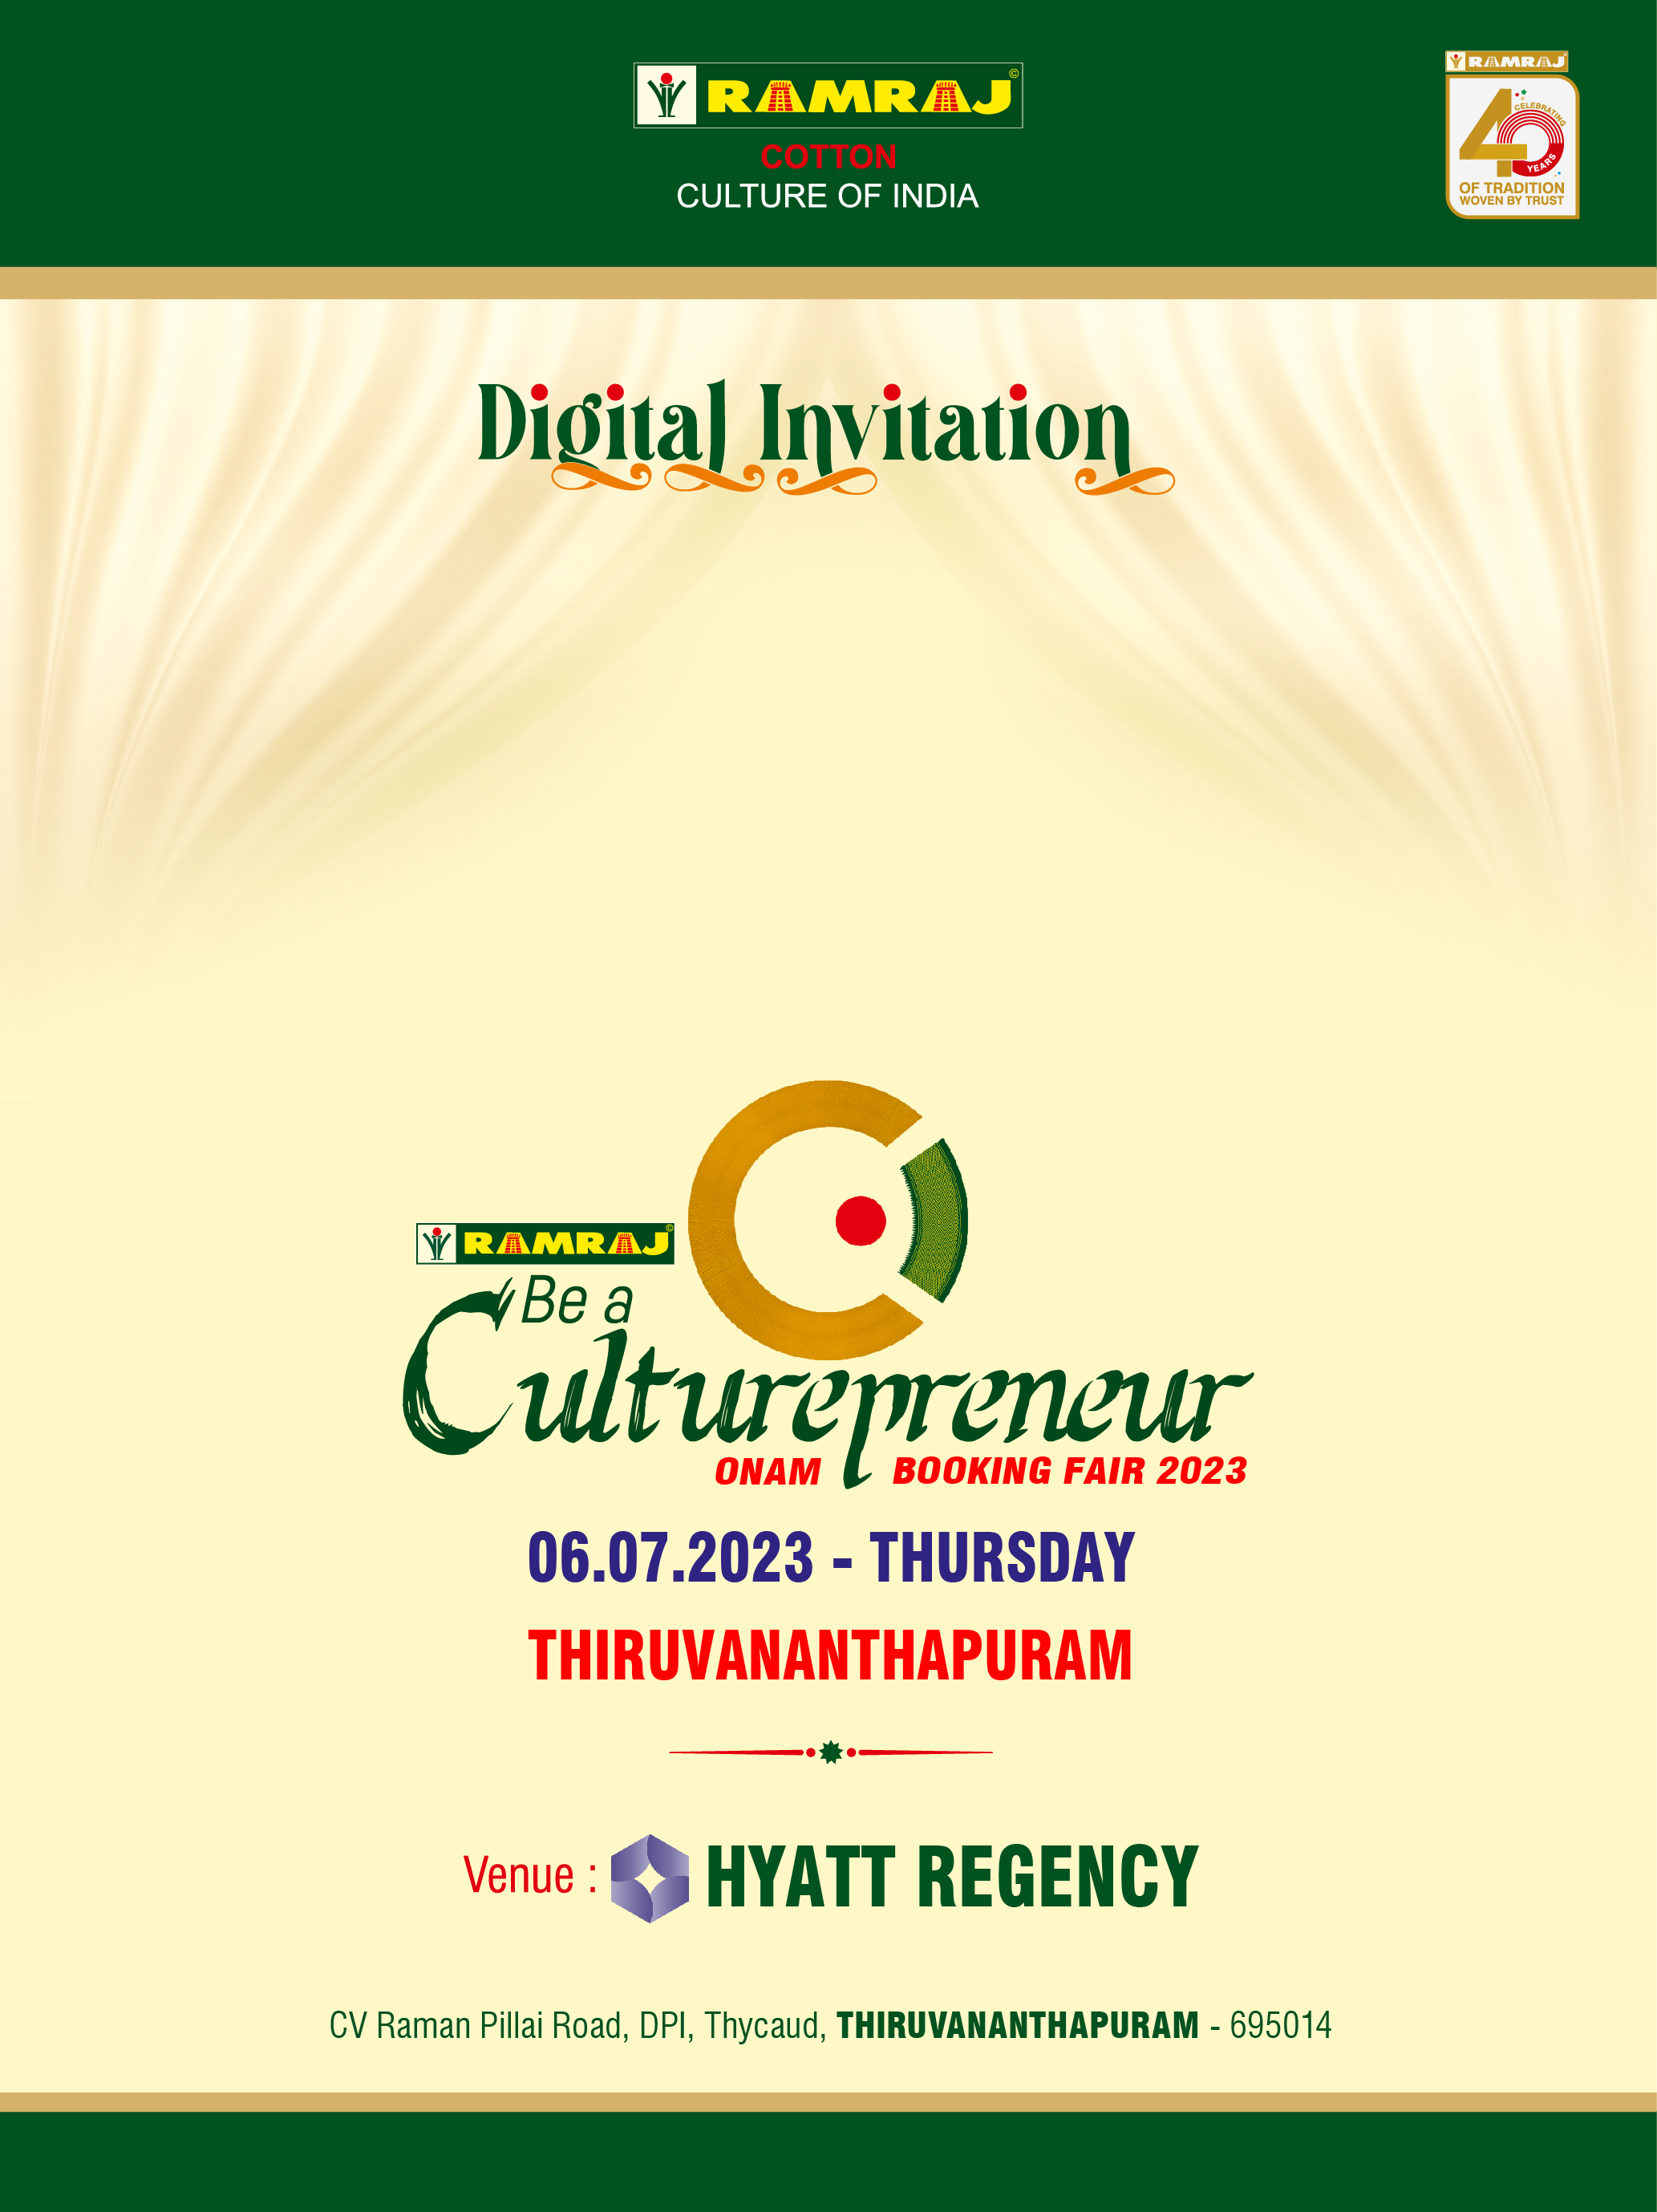 RAMRAJ©
COTTON
CULTURE OF INDIA
RAMRAJ
40
CELEBRATING
YEARS
OF TRADITION
WOVEN BY TRUST
Digital Invitation
RAMRAJ©
Be a
Culturepreneur
ONAM BOOKING FAIR 2023
06.07.2023 - THURSDAY
THIRUVANANTHAPURAM
Venue : HYATT REGENCY
CV Raman Pillai Road, DPI, Thycaud, THIRUVANANTHAPURAM - 695014